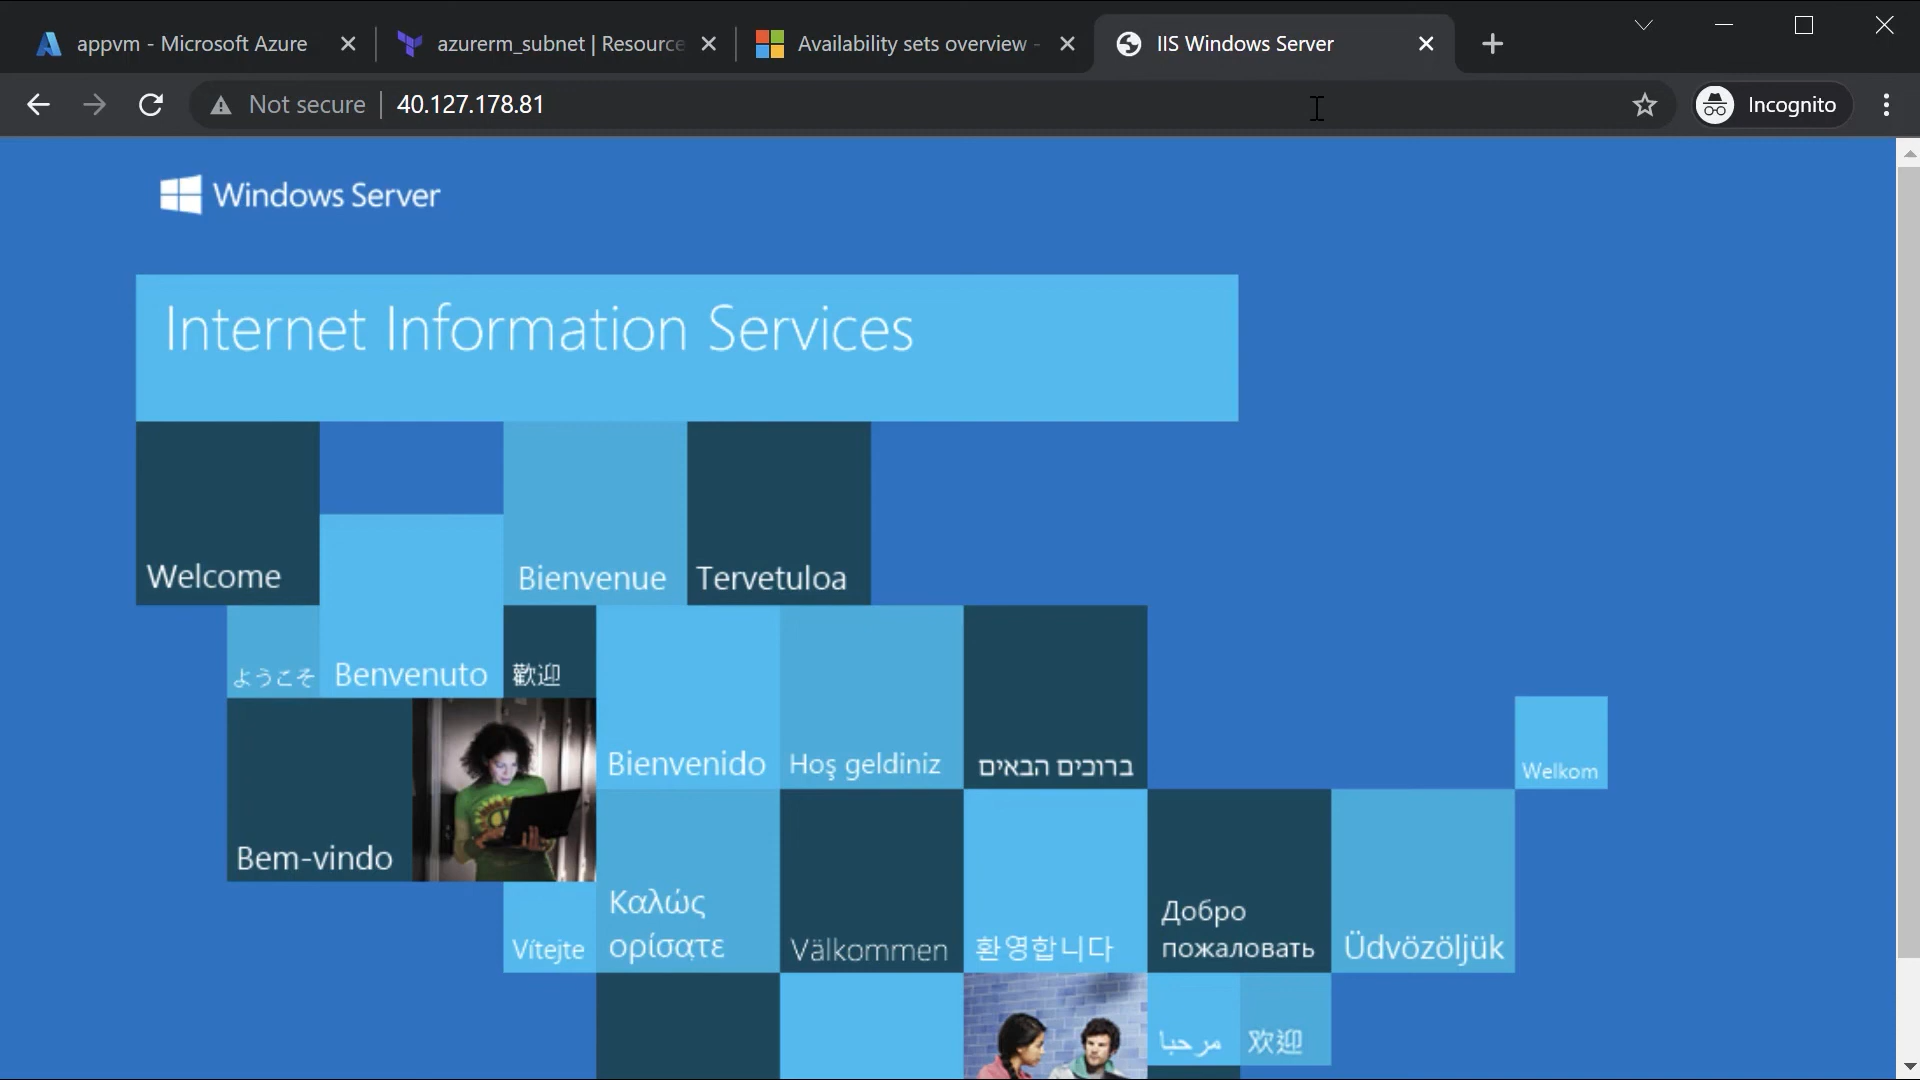 appvm - Microsoft Azure
azurerm_subnet | Resource
Availability sets overview -
IIS Windows Server
Not secure
40.127.178.81
Incognito
Windows Server
Internet Information Services
Welcome
Bienvenue
Tervetuloa
ようこそ
Benvenuto
歡迎
Bienvenido
Hoş geldiniz
ברוכים הבאים
Welkom
Bem-vindo
Vítejte
Καλώς
ορίσατε
Välkommen
환영합니다
Добро
пожаловать
Üdvözöljük
مرحبا
欢迎